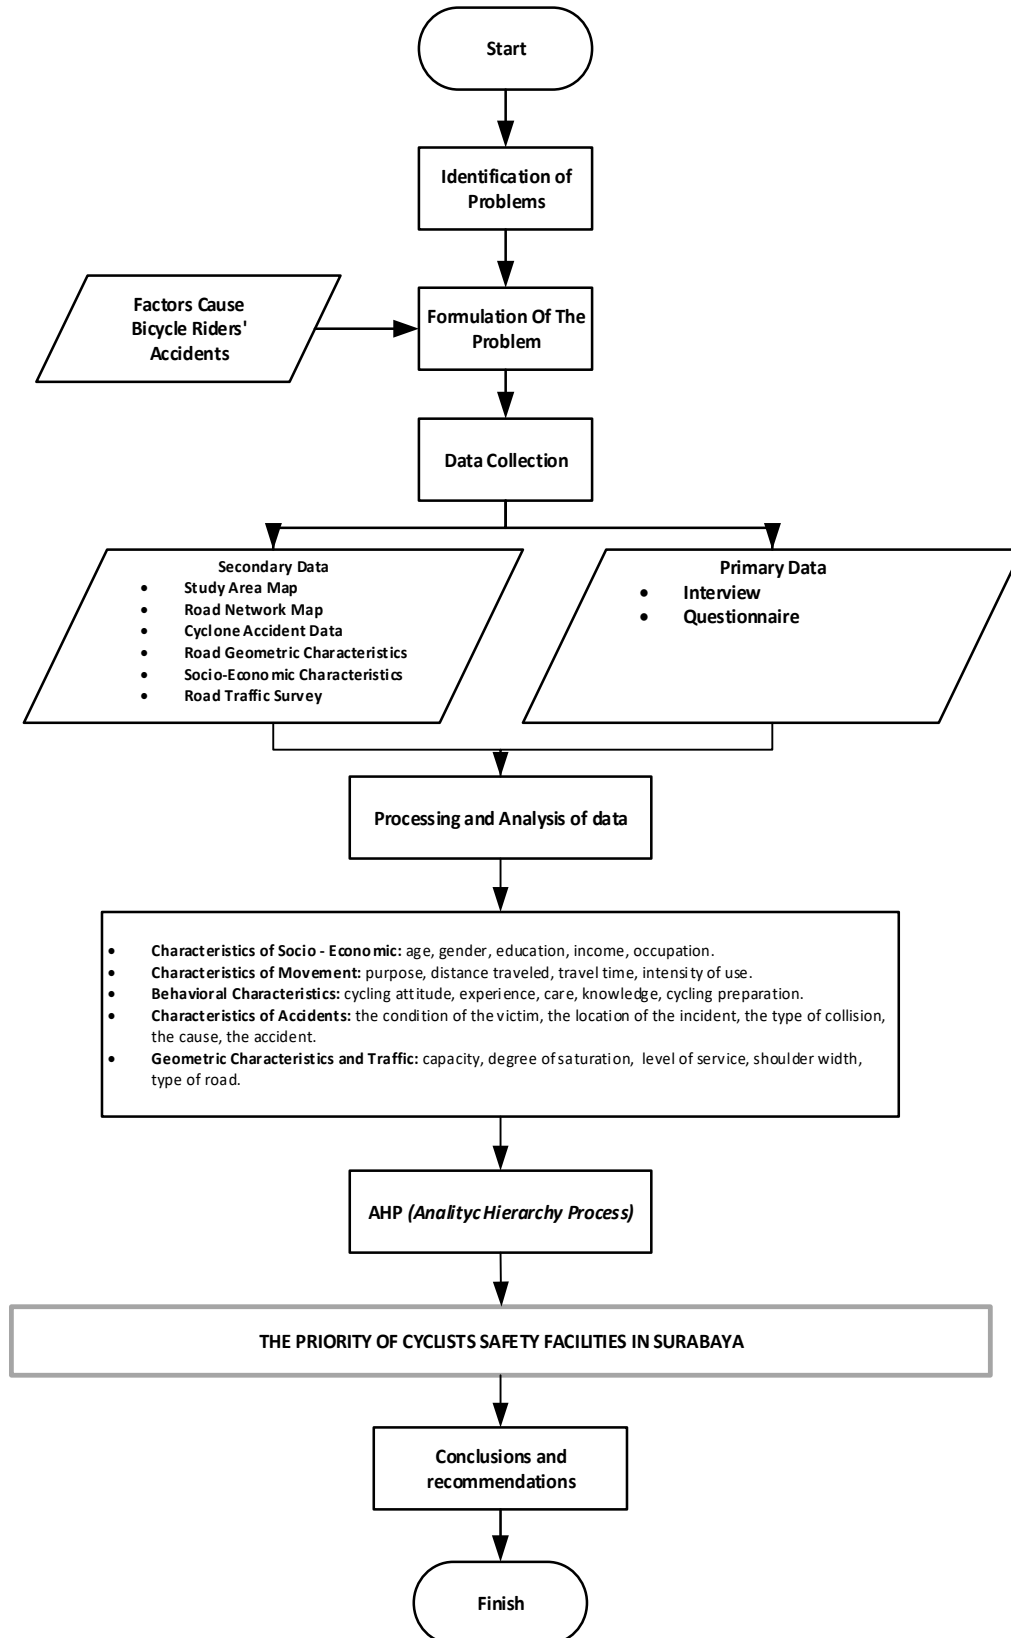 Start
Identification of
Problems
Factors Cause
Bicycle Riders'
Accidents
Formulation Of The
Problem
Data Collection
Secondary Data
• Study Area Map
• Road Network Map
• Cyclone Accident Data
• Road Geometric Characteristics
• Socio-Economic Characteristics
• Road Traffic Survey
Primary Data
• Interview
• Questionnaire
Processing and Analysis of data
• Characteristics of Socio - Economic: age, gender, education, income, occupation.
• Characteristics of Movement: purpose, distance traveled, travel time, intensity of use.
• Behavioral Characteristics: cycling attitude, experience, care, knowledge, cycling preparation.
• Characteristics of Accidents: the condition of the victim, the location of the incident, the type of collision,
the cause, the accident.
• Geometric Characteristics and Traffic: capacity, degree of saturation, level of service, shoulder width,
type of road.
AHP (Analityc Hierarchy Process)
THE PRIORITY OF CYCLISTS SAFETY FACILITIES IN SURABAYA
Conclusions and
recommendations
Finish